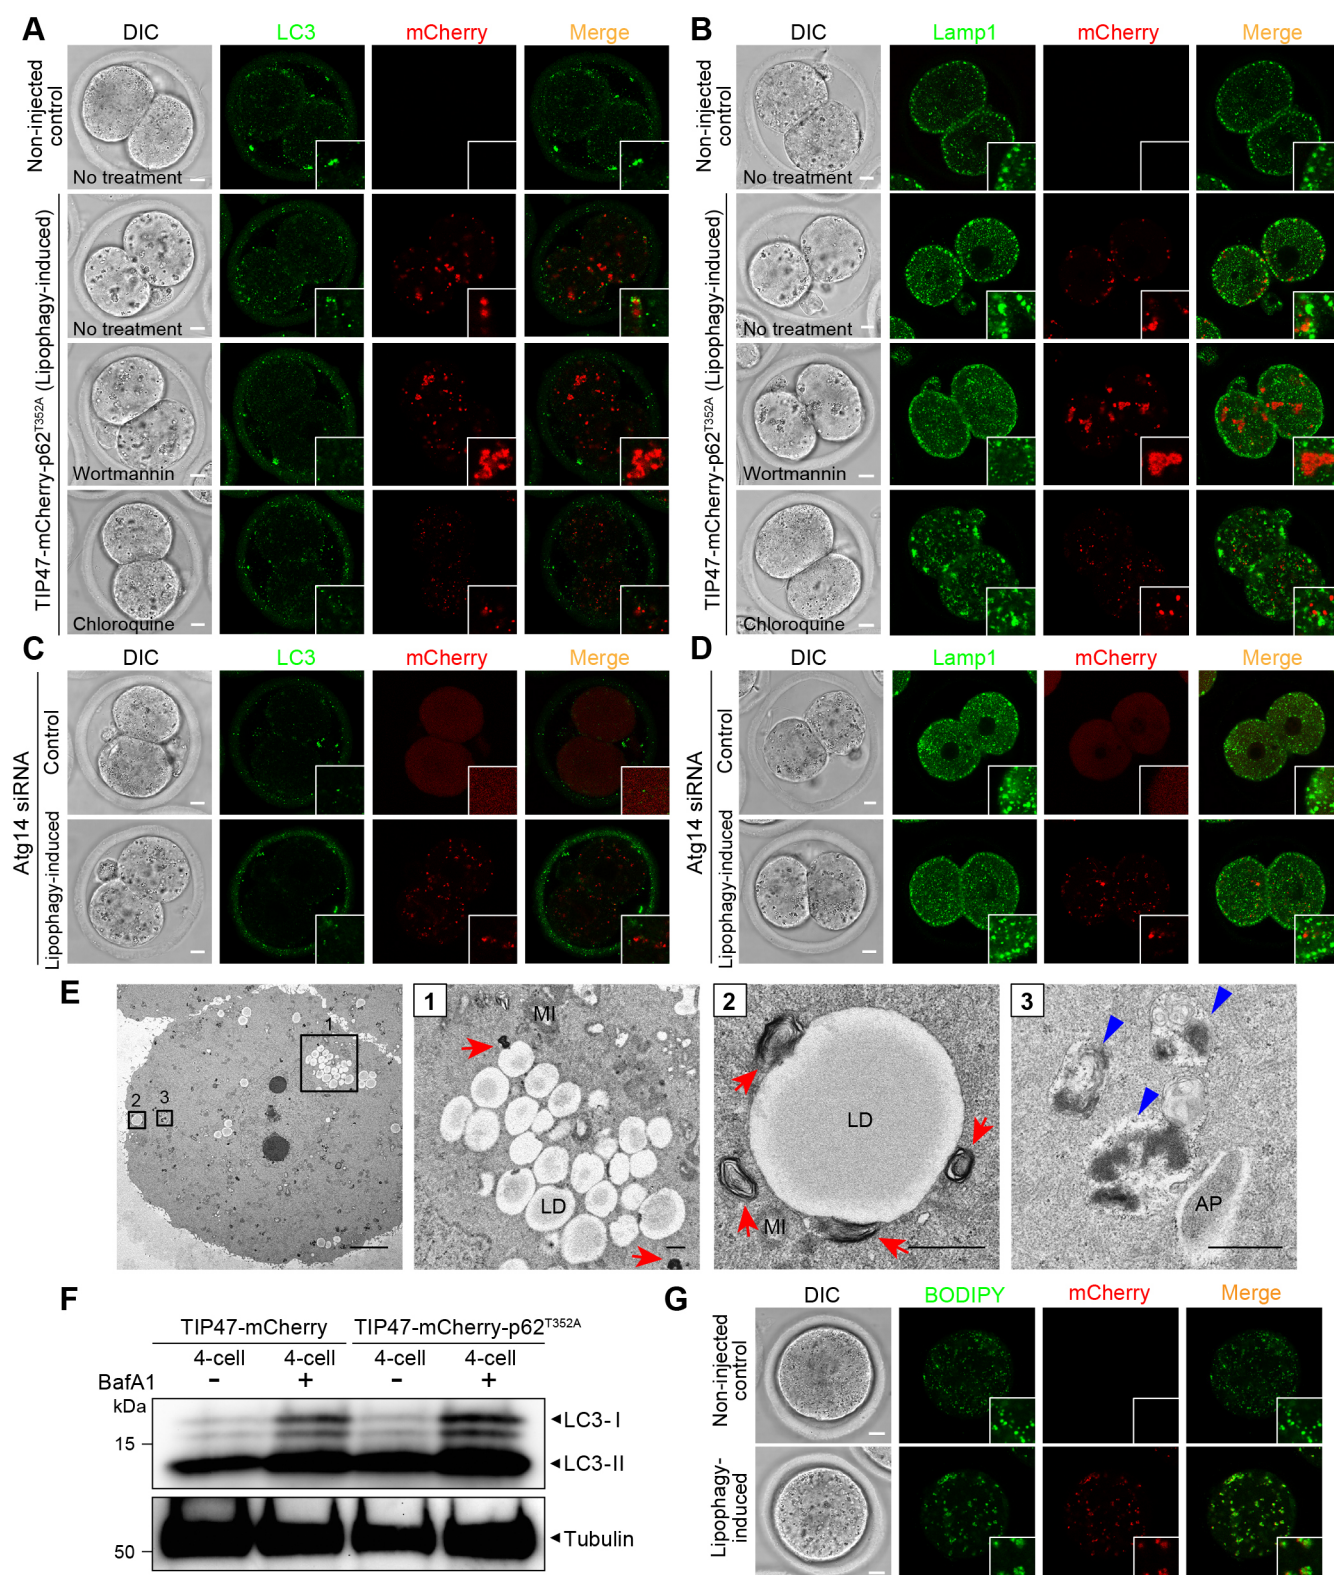 A
DIC LC3 mCherry Merge
Non-injected
control
No treatment
TIP47-mCherry-p62T352A (Lipophagy-induced)
No treatment
Wortmannin
Chloroquine
B
DIC Lamp1 mCherry Merge
Non-injected
control
No treatment
TIP47-mCherry-p62T352A (Lipophagy-induced)
No treatment
Wortmannin
Chloroquine
C
DIC LC3 mCherry Merge
Atg14 siRNA
Control
Lipophagy-induced
D
DIC Lamp1 mCherry Merge
Atg14 siRNA
Control
Lipophagy-induced
E
1
2 3
1
MI
LD
2
LD
MI
3
AP
F
TIP47-mCherry TIP47-mCherry-p62T352A
4-cell 4-cell 4-cell 4-cell
BafA1 - + - +
kDa
LC3-I
15
LC3-II
Tubulin
50
G
DIC BODIPY mCherry Merge
Non-injected
control
Lipophagy-
induced